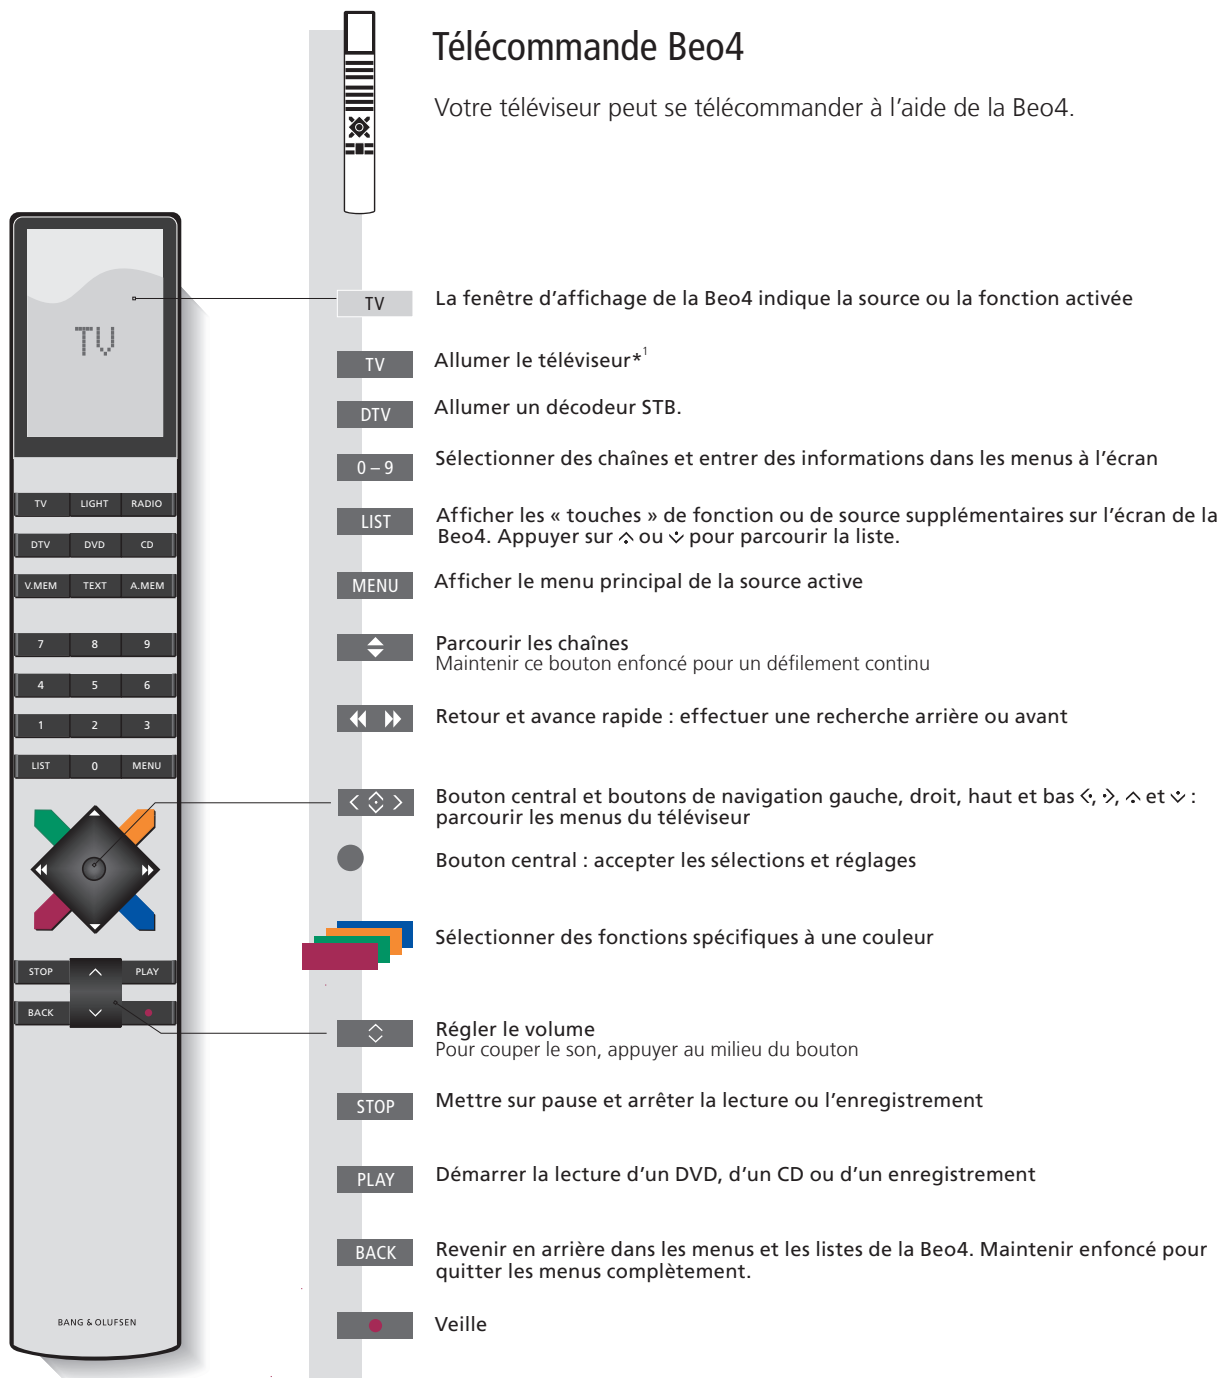 Télécommande Beo4
Votre téléviseur peut se télécommander à l'aide de la Beo4.
TV
TV LIGHT RADIO
DTV DVD CD
V.MEM TEXT A.MEM
7 8 9
4 5 6
1 2 3
LIST 0 MENU
STOP PLAY
BACK
BANG & OLUFSEN
TV La fenêtre d'affichage de la Beo4 indique la source ou la fonction activée
TV Allumer le téléviseur*1
DTV Allumer un décodeur STB.
0 – 9 Sélectionner des chaînes et entrer des informations dans les menus à l'écran
LIST Afficher les « touches » de fonction ou de source supplémentaires sur l'écran de la
Beo4. Appuyer sur ou pour parcourir la liste.
MENU Afficher le menu principal de la source active
Parcourir les chaînes
Maintenir ce bouton enfoncé pour un défilement continu
Retour et avance rapide : effectuer une recherche arrière ou avant
Bouton central et boutons de navigation gauche, droit, haut et bas , , et :
parcourir les menus du téléviseur
Bouton central : accepter les sélections et réglages
Sélectionner des fonctions spécifiques à une couleur
Régler le volume
Pour couper le son, appuyer au milieu du bouton
STOP Mettre sur pause et arrêter la lecture ou l'enregistrement
PLAY Démarrer la lecture d'un DVD, d'un CD ou d'un enregistrement
BACK Revenir en arrière dans les menus et les listes de la Beo4. Maintenir enfoncé pour
quitter les menus complètement.
Veille